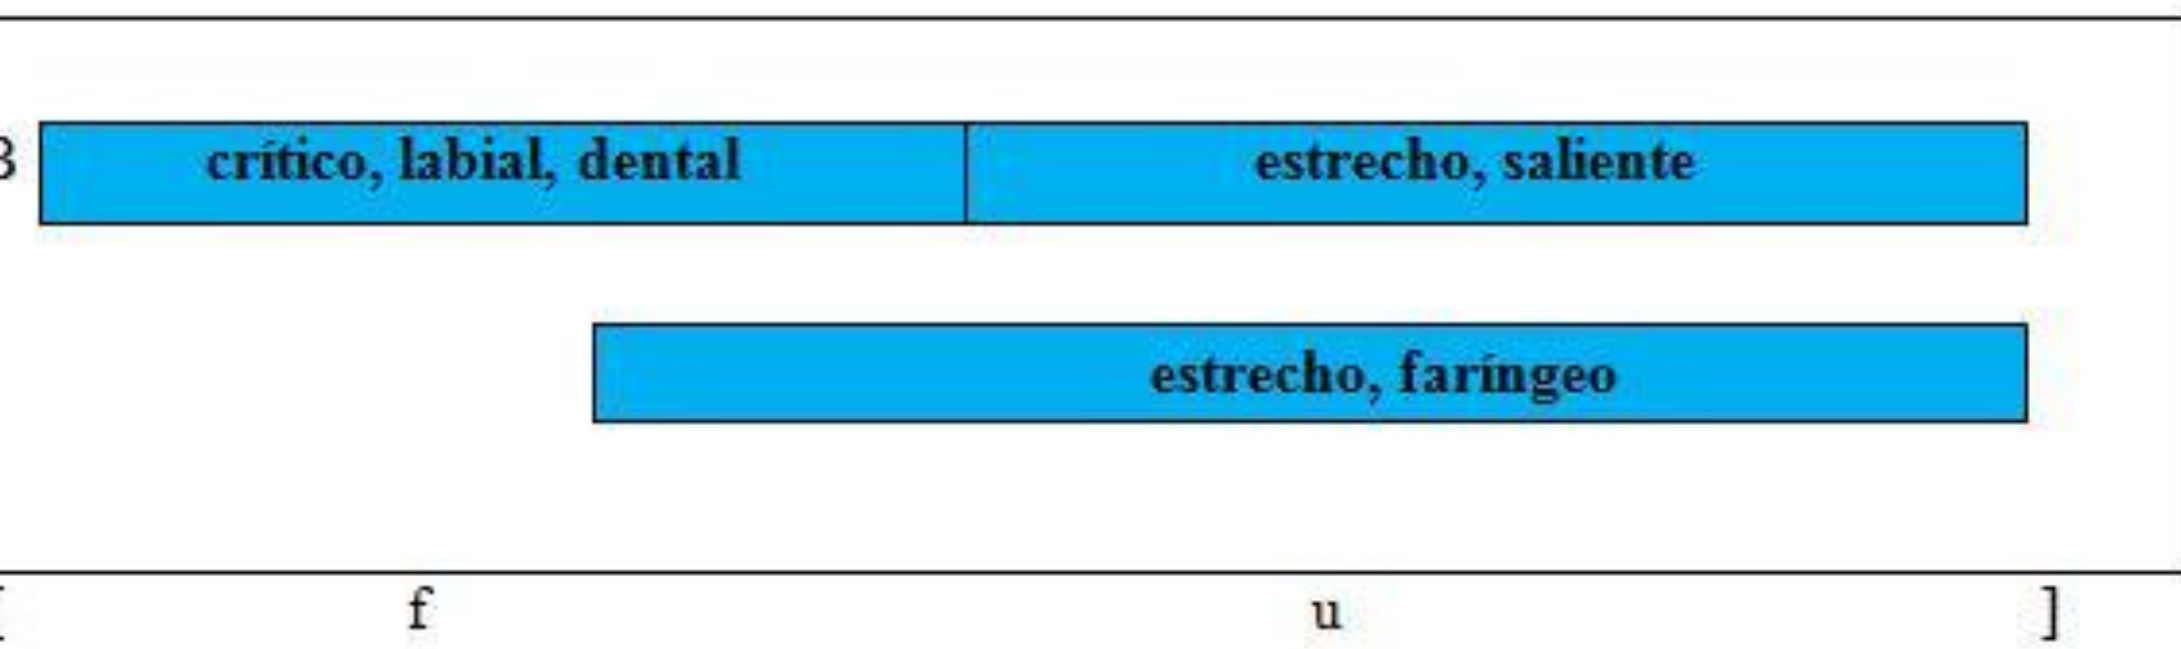 crítico, labial, dental estrecho, saliente
estrecho, faríngeo
f u ]